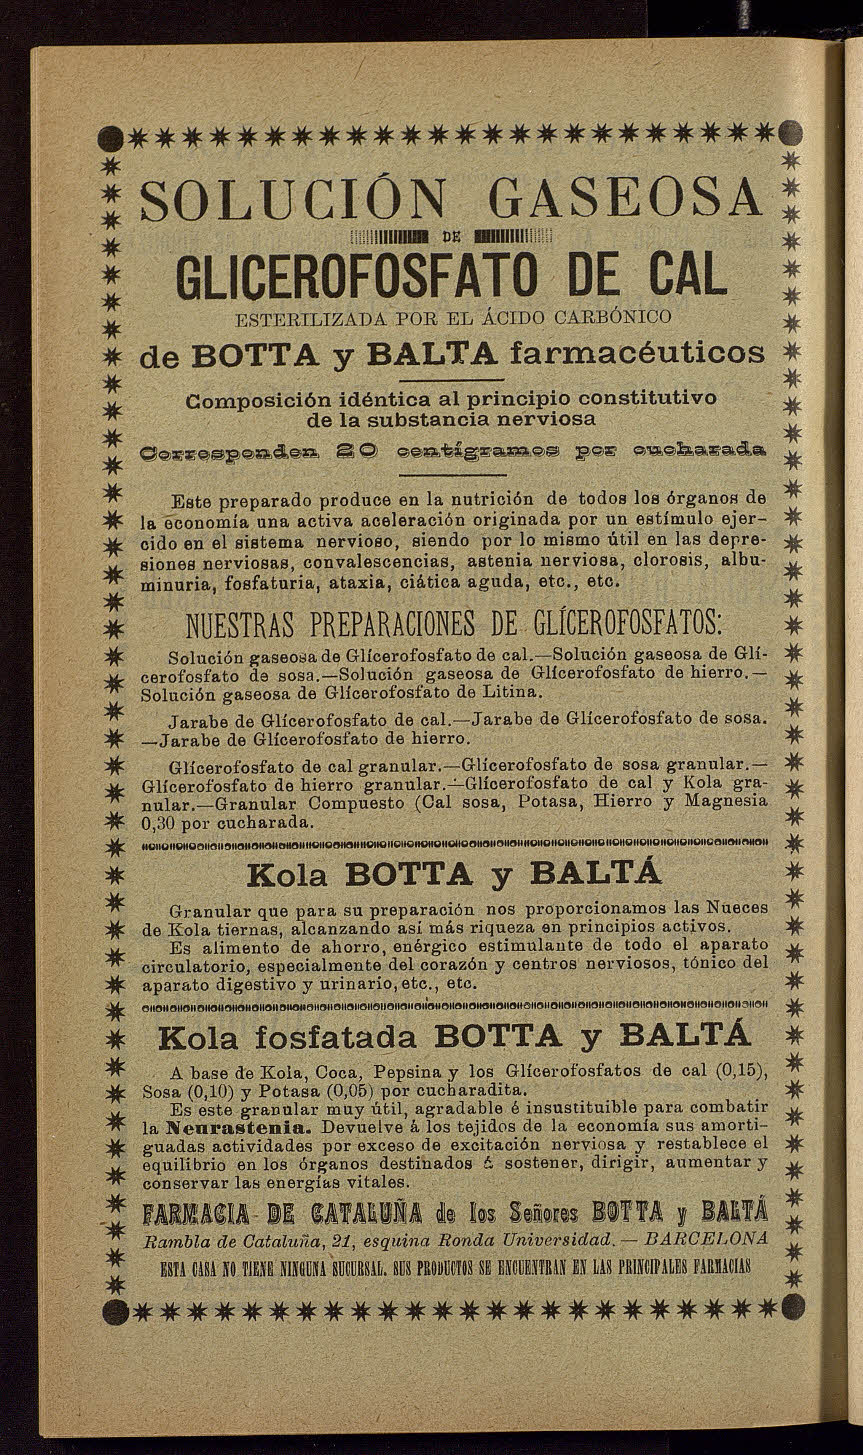 SOLUCIÓN GASEOSA
DE
GLICEROFOSFATO DE CAL
ESTERILIZADA POR EL ÁCIDO CARBÓNICO
de BOTTA y BALTA farmacéuticos
Composición idéntica al principio constitutivo
de la substancia nerviosa
Corresponden 20 centígramos por cucharada
Este preparado produce en la nutrición de todos los órganos de
la economía una activa aceleración originada por un estímulo ejer-
cido en el sistema nervioso, siendo por lo mismo útil en las depre-
siones nerviosas, convalescencias, astenia nerviosa, clorosis, albu-
minuria, fosfaturia, ataxia, ciática aguda, etc., etc.
NUESTRAS PREPARACIONES DE GLÍCEROFOSFATOS:
Solución gaseosa de Glícerofosfato de cal.—Solución gaseosa de Glí-
cerofosfato de sosa.—Solución gaseosa de Glícerofosfato de hierro.—
Solución gaseosa de Glícerofosfato de Litina.
Jarabe de Glícerofosfato de cal.—Jarabe de Glícerofosfato de sosa.
—Jarabe de Glícerofosfato de hierro.
Glícerofosfato de cal granular.—Glícerofosfato de sosa granular.—
Glícerofosfato de hierro granular.—Glícerofosfato de cal y Kola gra-
nular.—Granular Compuesto (Cal sosa, Potasa, Hierro y Magnesia
0,30 por cucharada.
Kola BOTTA y BALTÁ
Granular que para su preparación nos proporcionamos las Nueces
de Kola tiernas, alcanzando así más riqueza en principios activos.
Es alimento de ahorro, enérgico estimulante de todo el aparato
circulatorio, especialmente del corazón y centros nerviosos, tónico del
aparato digestivo y urinario, etc., etc.
Kola fosfatada BOTTA y BALTÁ
A base de Kola, Coca, Pepsina y los Glícerofosfatos de cal (0,15),
Sosa (0,10) y Potasa (0,05) por cucharadita.
Es este granular muy útil, agradable é insustituible para combatir
la Neurastenia. Devuelve á los tejidos de la economía sus amorti-
guadas actividades por exceso de excitación nerviosa y restablece el
equilibrio en los órganos destinados á sostener, dirigir, aumentar y
conservar las energías vitales.
FARMACIA DE CATALUÑA de los Señores BOTTA y BALTÁ
Rambla de Cataluña, 21, esquina Ronda Universidad. — BARCELONA
ESTA CASA NO TIENE NINGUNA SUCURSAL. SUS PRODUCTOS SE ENCUENTRAN EN LAS PRINCIPALES FARMACIAS